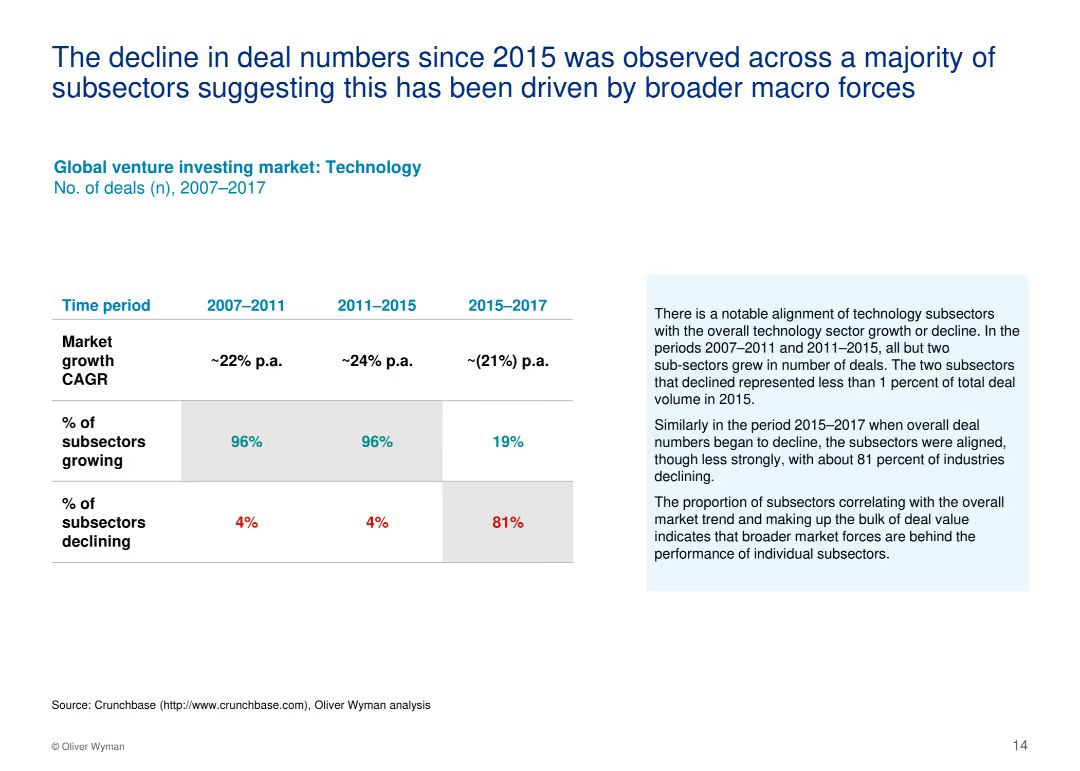 The decline in deal numbers since 2015 was observed across a majority of
subsectors suggesting this has been driven by broader macro forces
Global venture investing market: Technology
No. of deals (n), 2007–2017
Time period 2007–2011 2011–2015 2015–2017
Market
growth
CAGR
~22% p.a. ~24% p.a. ~(21%) p.a.
% of
subsectors
growing
96% 96% 19%
% of
subsectors
declining
4% 4% 81%
There is a notable alignment of technology subsectors
with the overall technology sector growth or decline. In the
periods 2007–2011 and 2011–2015, all but two
sub-sectors grew in number of deals. The two subsectors
that declined represented less than 1 percent of total deal
volume in 2015.
Similarly in the period 2015–2017 when overall deal
numbers began to decline, the subsectors were aligned,
though less strongly, with about 81 percent of industries
declining.
The proportion of subsectors correlating with the overall
market trend and making up the bulk of deal value
indicates that broader market forces are behind the
performance of individual subsectors.
Source: Crunchbase (http://www.crunchbase.com), Oliver Wyman analysis
© Oliver Wyman
14